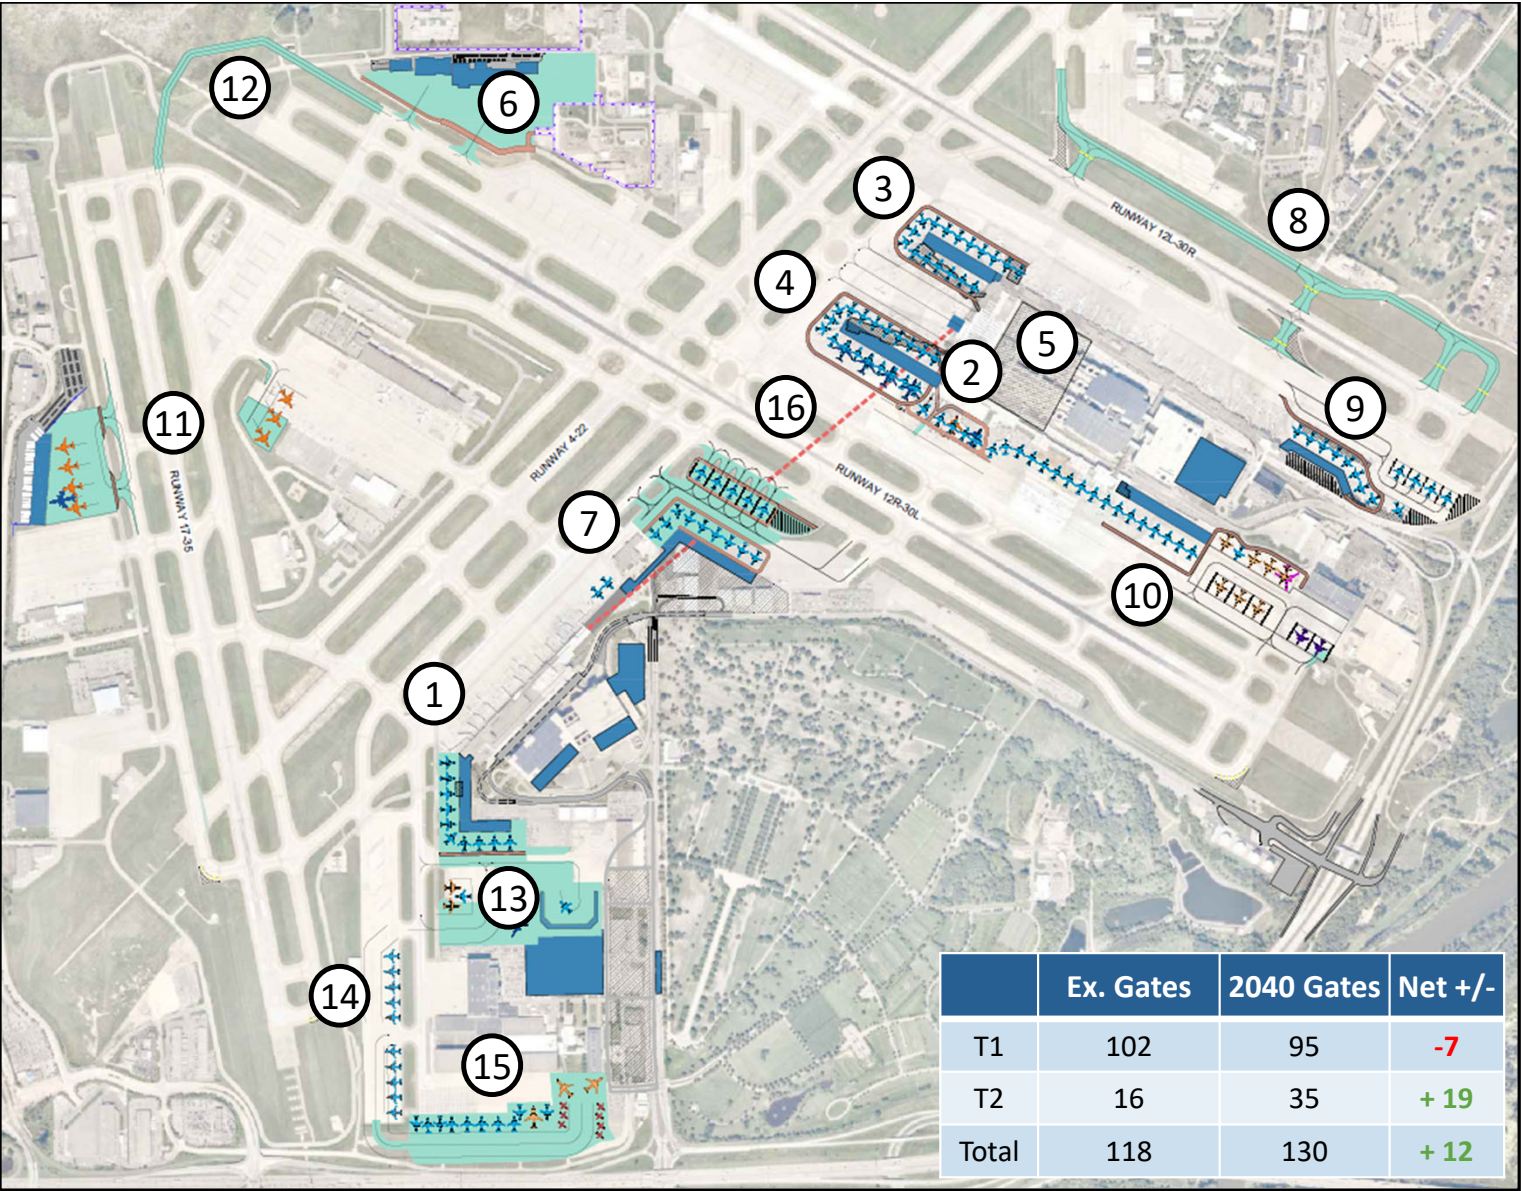 12
6
3
8
RUNWAY 12L-30R
4
5
2
16
9
11
RUNWAY 4-22
RUNWAY 17-35
RUNWAY 12R-30L
7
10
1
13
14
15
Ex. Gates 2040 Gates Net +/-
T1 102 95 -7
T2 16 35 + 19
Total 118 130 + 12